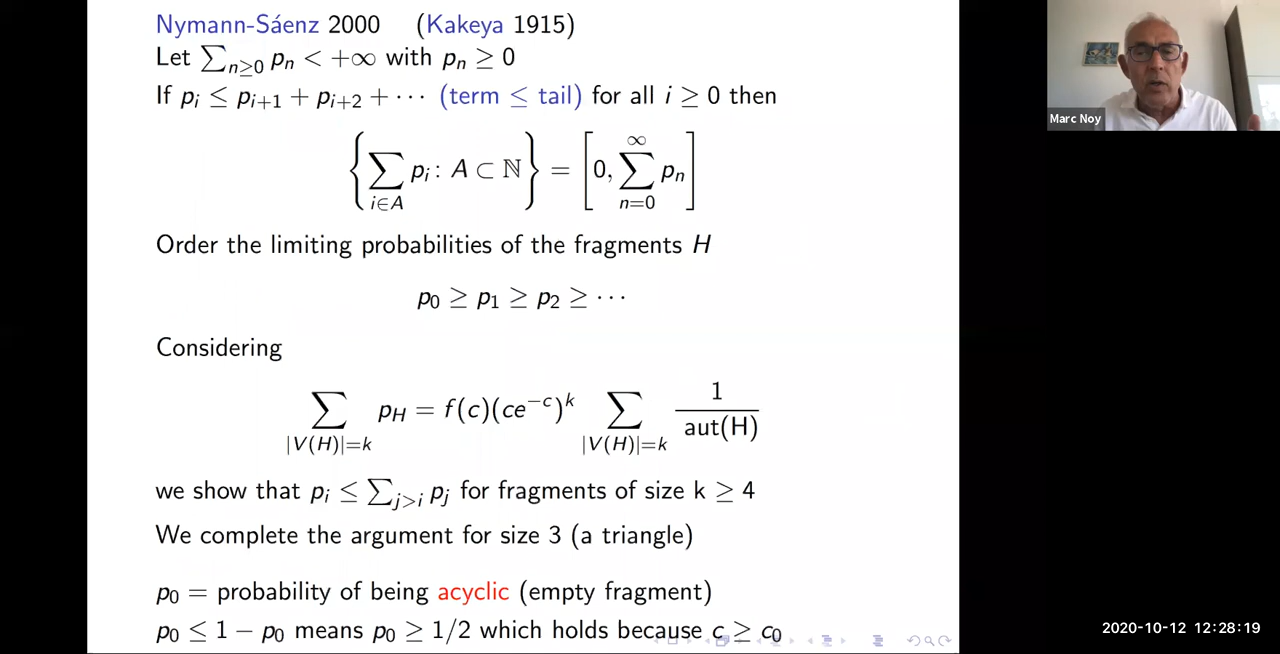 Nymann-Sáenz 2000 (Kakeya 1915)
Let ∑_{n≥0} p_n < +∞ with p_n ≥ 0
If p_i ≤ p_{i+1} + p_{i+2} + ⋯ (term ≤ tail) for all i ≥ 0 then
{∑_{i∈A} p_i : A ⊂ ℕ} = [0, ∑_{n=0}^{∞} p_n]
Order the limiting probabilities of the fragments H
p_0 ≥ p_1 ≥ p_2 ≥ ⋯
Considering
∑_{|V(H)|=k} p_H = f(c)(ce^{-c})^k ∑_{|V(H)|=k} 1/aut(H)
we show that p_i ≤ ∑_{j>i} p_j for fragments of size k ≥ 4
We complete the argument for size 3 (a triangle)
p_0 = probability of being acyclic (empty fragment)
p_0 ≤ 1 − p_0 means p_0 ≥ 1/2 which holds because c ≥ c_0
Marc Noy
2020-10-12 12:28:19